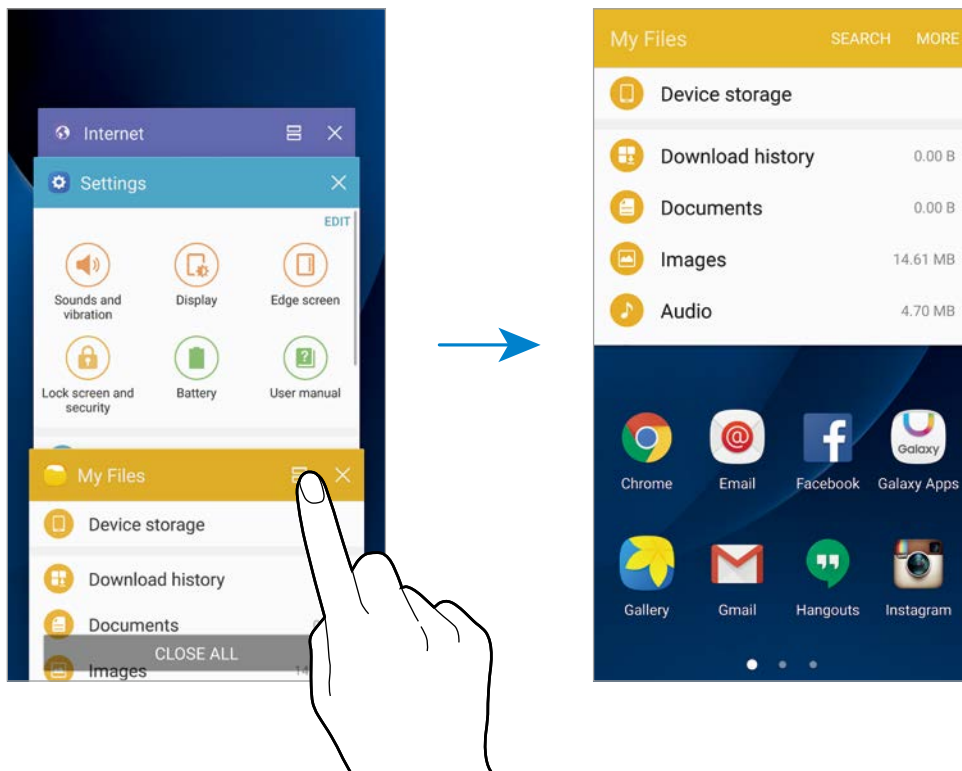 Internet
Settings
EDIT
Sounds and
vibration
Display
Edge screen
Lock screen and
security
Battery
User manual
My Files
Device storage
Download history
Documents
CLOSE ALL
Images
My Files SEARCH MORE
Device storage
Download history 0.00 B
Documents 0.00 B
Images 14.61 MB
Audio 4.70 MB
Galaxy
Chrome Email Facebook Galaxy Apps
Gallery Gmail Hangouts Instagram